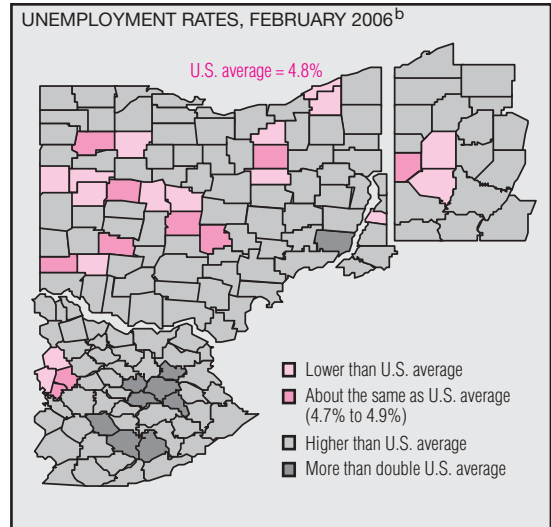 UNEMPLOYMENT RATES, FEBRUARY 2006b
U.S. average = 4.8%
Lower than U.S. average
About the same as U.S. average
(4.7% to 4.9%)
Higher than U.S. average
More than double U.S. average